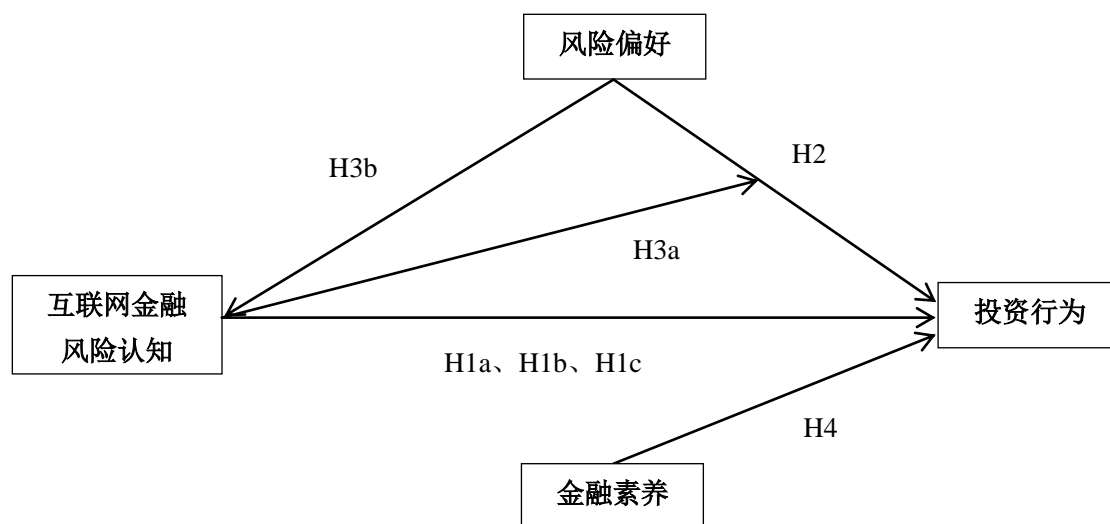 风险偏好
H3b
H2
H3a
互联网金融
风险认知
投资行为
H1a、H1b、H1c
H4
金融素养